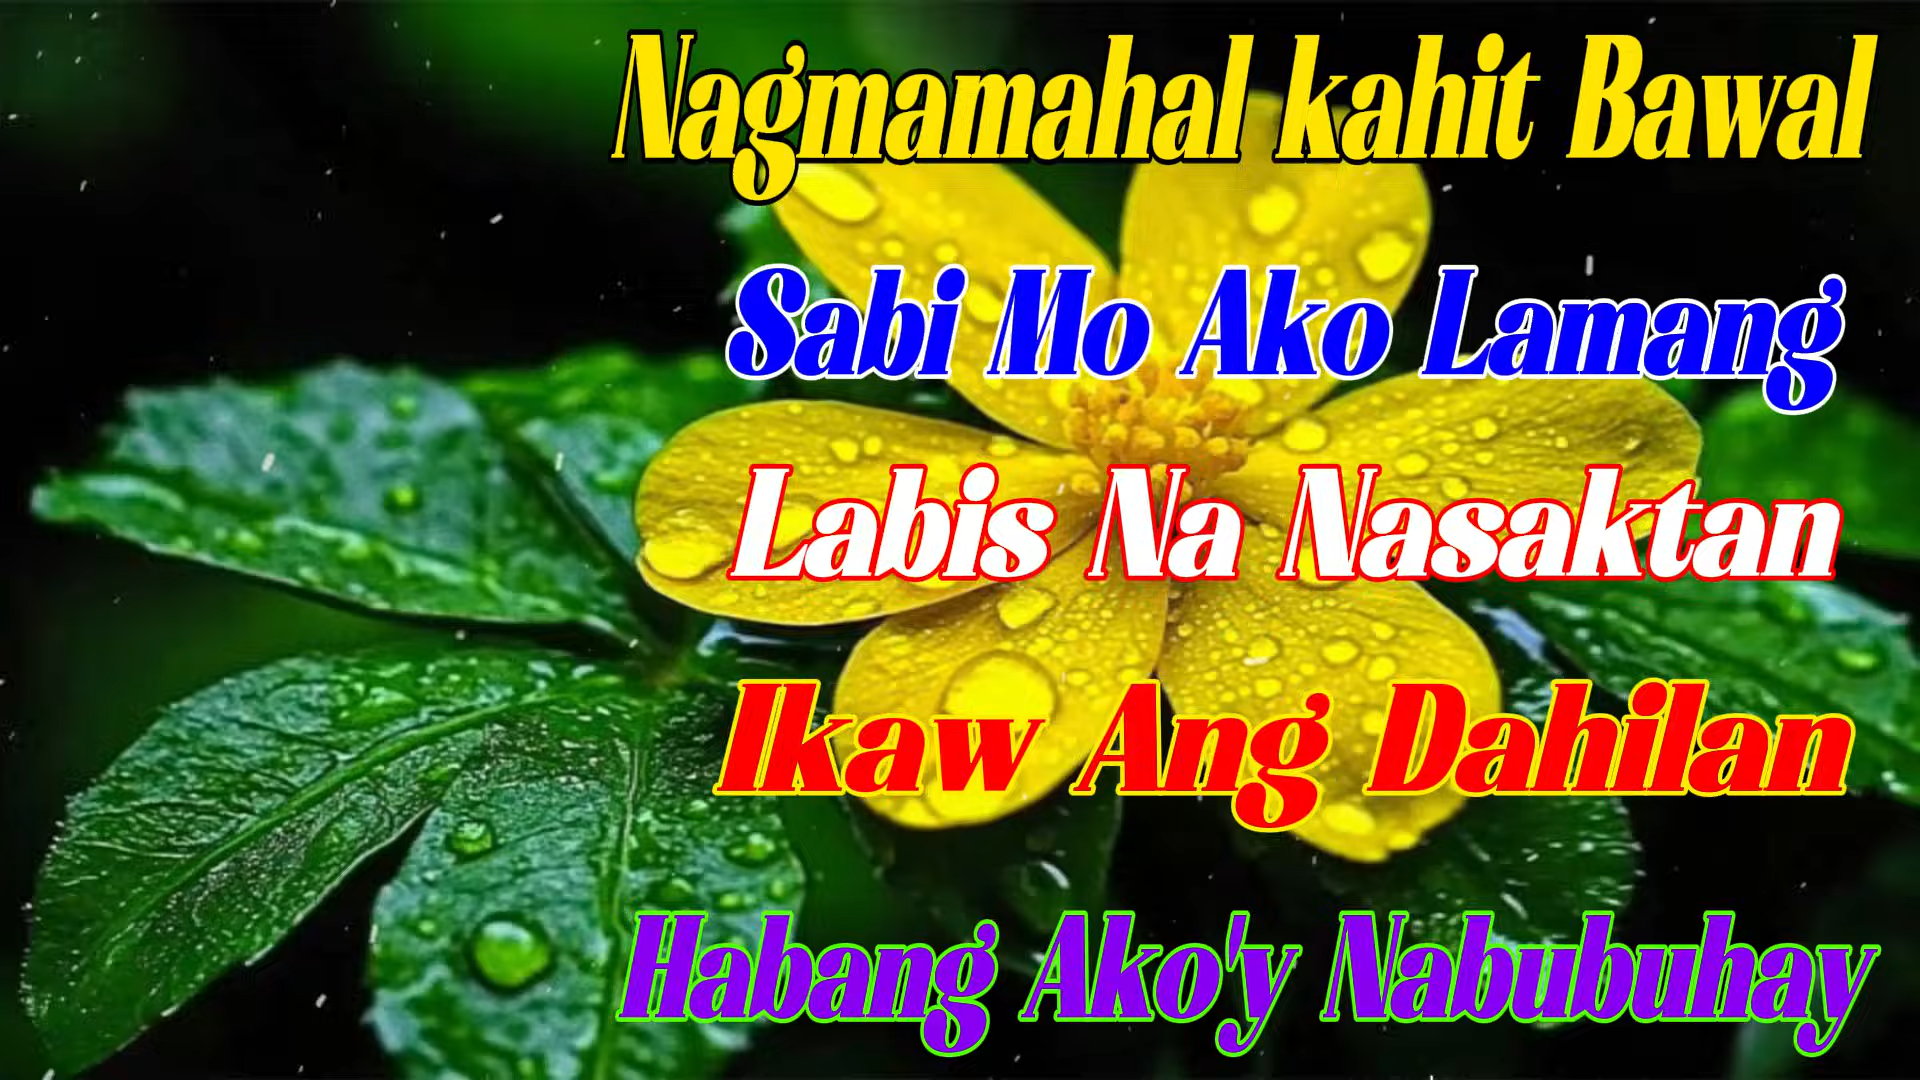 Nagmamahal kahit Bawal
Sabi Mo Ako Lamang
Labis Na Nasaktan
Ikaw Ang Dahilan
Habang Ako'y Nabubuhay